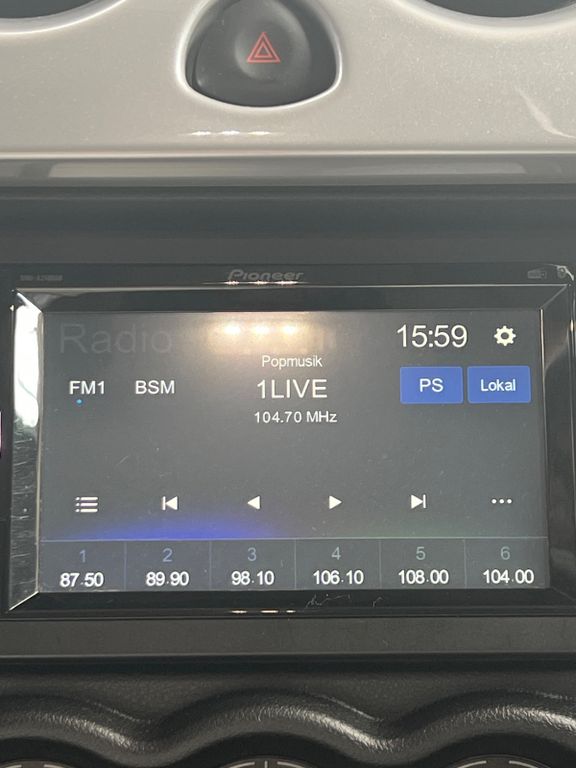 Pioneer
Radio
15:59
Popmusik
FM1 BSM 1LIVE PS Lokal
104.70 MHz
1 2 3 4 5 6
87.50 89.90 98.10 106.10 108.00 104.00